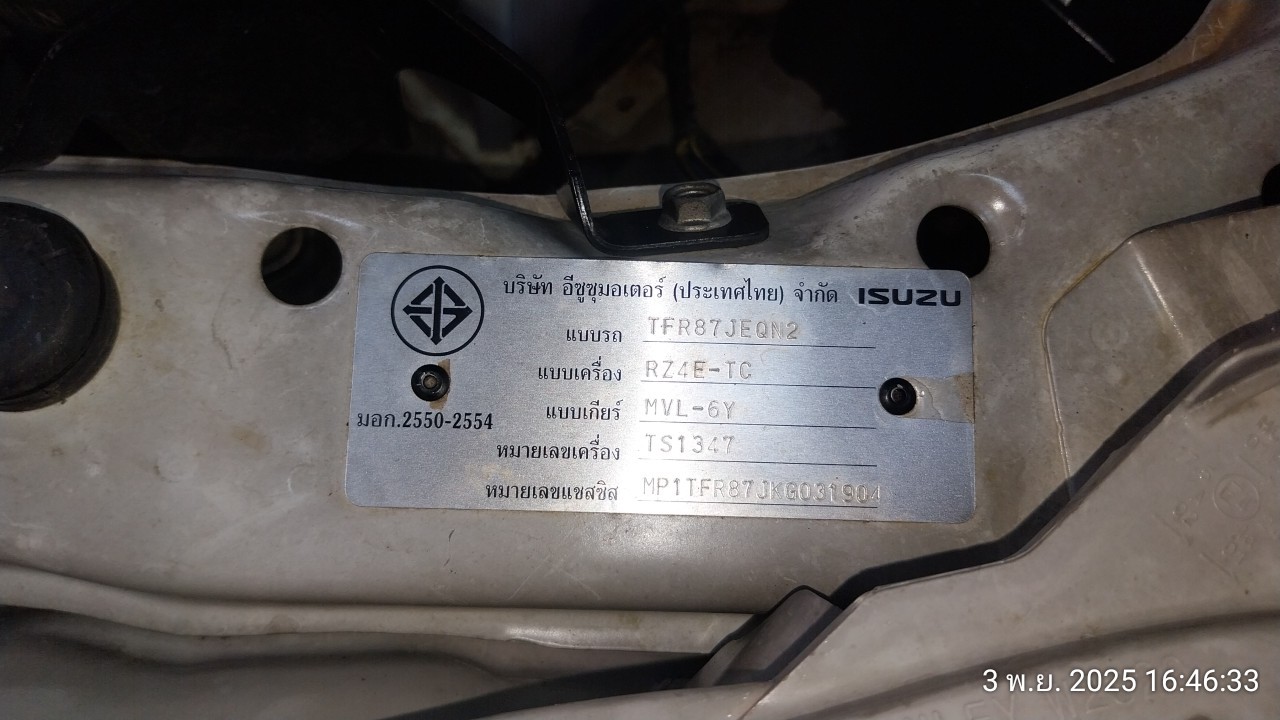 บริษัท อีซูซุมอเตอร์ (ประเทศไทย) จำกัด ISUZU
แบบรถ TFR87JEQN2
แบบเครื่อง RZ4E-TC
แบบเกียร์ MVL-6Y
มอก.2550-2554
หมายเลขเครื่อง TS1347
หมายเลขแชสซิส MP1TFR87JKG031904
3 พ.ย. 2025 16:46:33